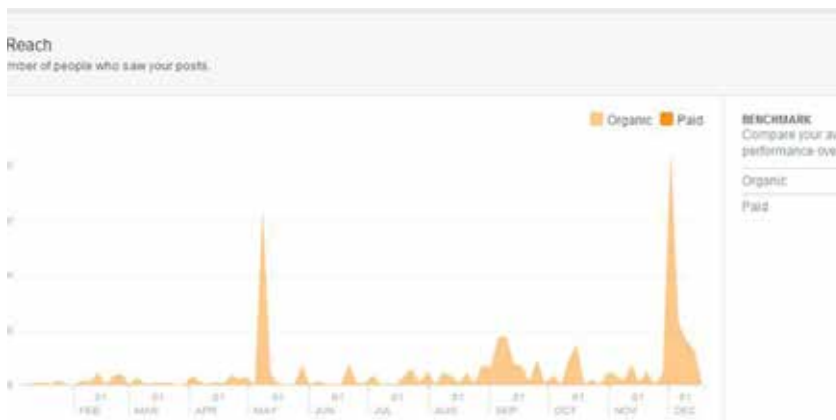 Reach
mber of people who saw your posts.
Organic Paid
BENCHMARK
Compare your av
performance ove
Organic
Paid
01 01 01 01 01 01 01 01 01 01 01
FEB MAR APR MAY JUN JUL AUG SEP OCT NOV DEC